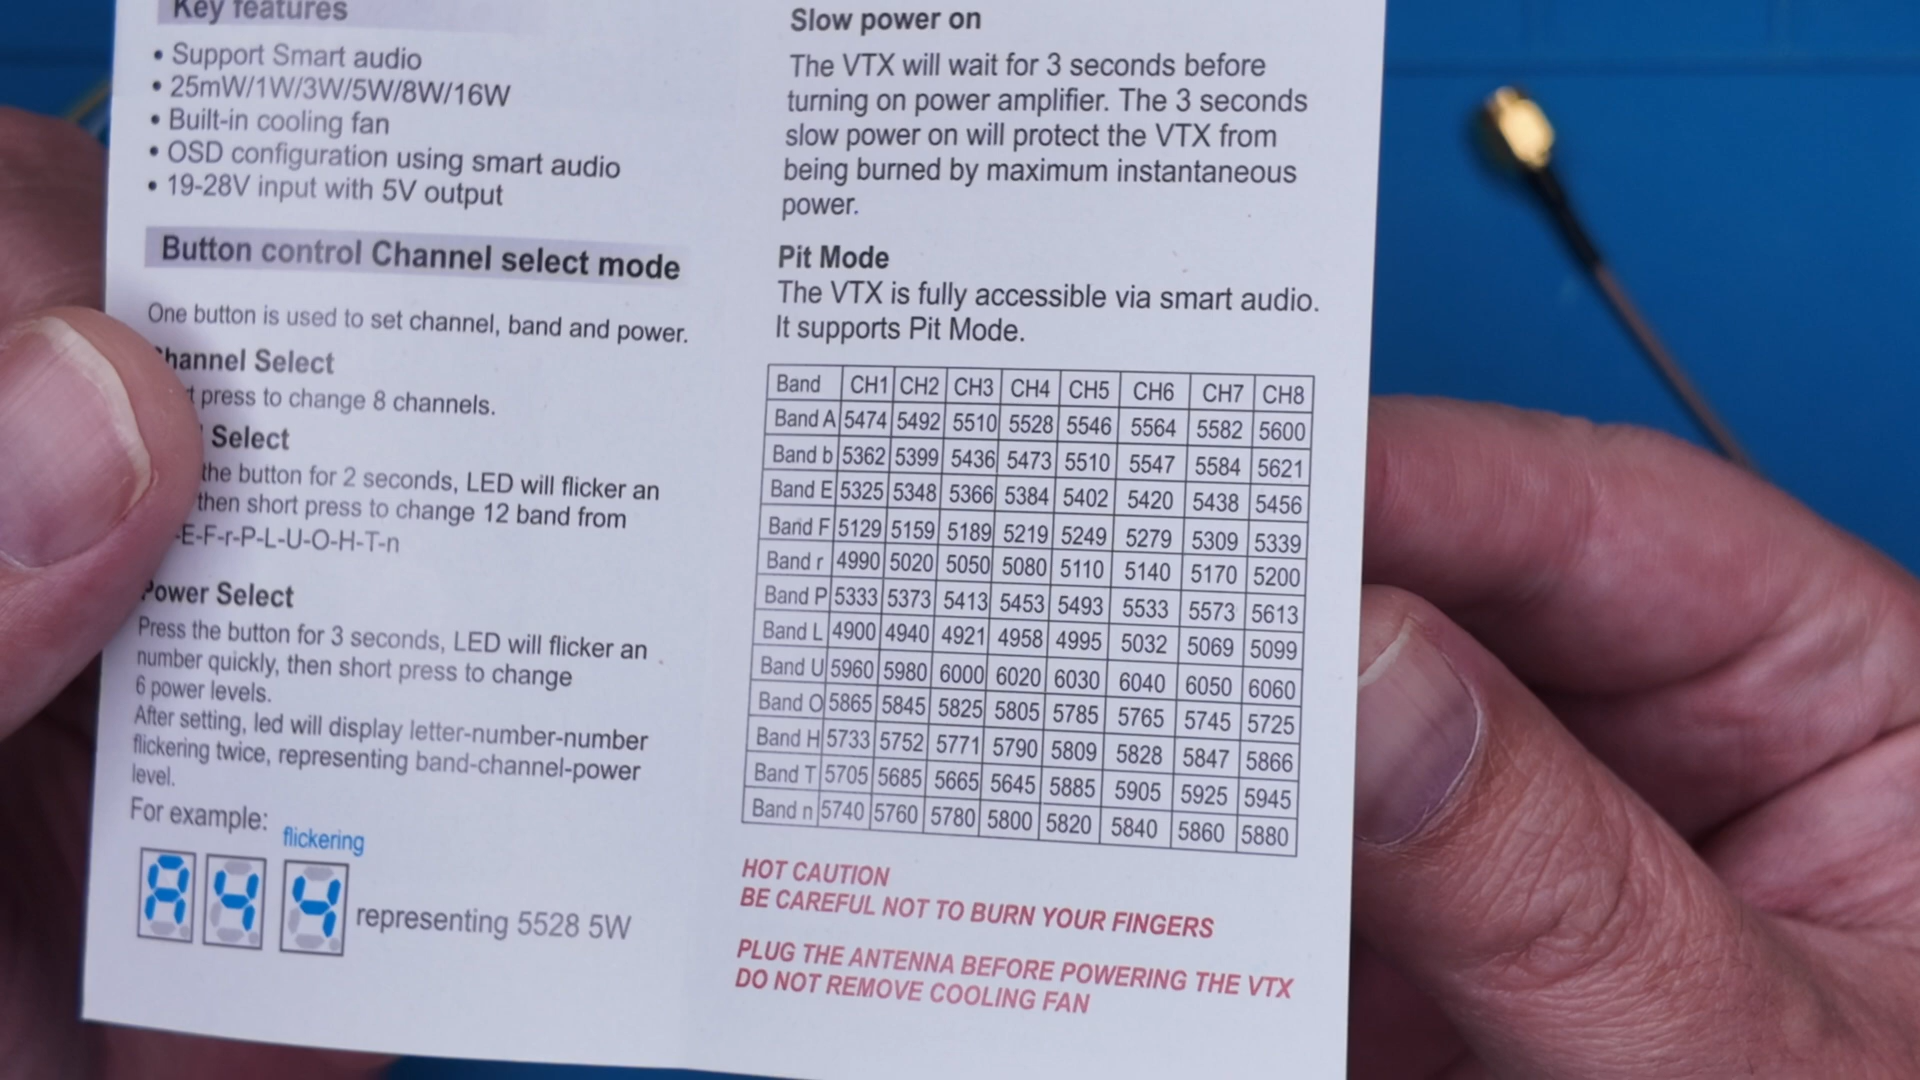 Key features
• Support Smart audio
• 25mW/1W/3W/5W/8W/16W
• Built-in cooling fan
• OSD configuration using smart audio
• 19-28V input with 5V output
Button control Channel select mode
One button is used to set channel, band and power.
hannel Select
press to change 8 channels.
Select
the button for 2 seconds, LED will flicker an
then short press to change 12 band from
-E-F-r-P-L-U-O-H-T-n
Power Select
Press the button for 3 seconds, LED will flicker an
number quickly, then short press to change
6 power levels.
After setting, led will display letter-number-number
flickering twice, representing band-channel-power
level.
For example:
flickering
A 4 4 representing 5528 5W
Slow power on
The VTX will wait for 3 seconds before
turning on power amplifier. The 3 seconds
slow power on will protect the VTX from
being burned by maximum instantaneous
power.
Pit Mode
The VTX is fully accessible via smart audio.
It supports Pit Mode.
Band CH1 CH2 CH3 CH4 CH5 CH6 CH7 CH8
Band A 5474 5492 5510 5528 5546 5564 5582 5600
Band b 5362 5399 5436 5473 5510 5547 5584 5621
Band E 5325 5348 5366 5384 5402 5420 5438 5456
Band F 5129 5159 5189 5219 5249 5279 5309 5339
Band r 4990 5020 5050 5080 5110 5140 5170 5200
Band P 5333 5373 5413 5453 5493 5533 5573 5613
Band L 4900 4940 4921 4958 4995 5032 5069 5099
Band U 5960 5980 6000 6020 6030 6040 6050 6060
Band O 5865 5845 5825 5805 5785 5765 5745 5725
Band H 5733 5752 5771 5790 5809 5828 5847 5866
Band T 5705 5685 5665 5645 5885 5905 5925 5945
Band n 5740 5760 5780 5800 5820 5840 5860 5880
HOT CAUTION
BE CAREFUL NOT TO BURN YOUR FINGERS
PLUG THE ANTENNA BEFORE POWERING THE VTX
DO NOT REMOVE COOLING FAN